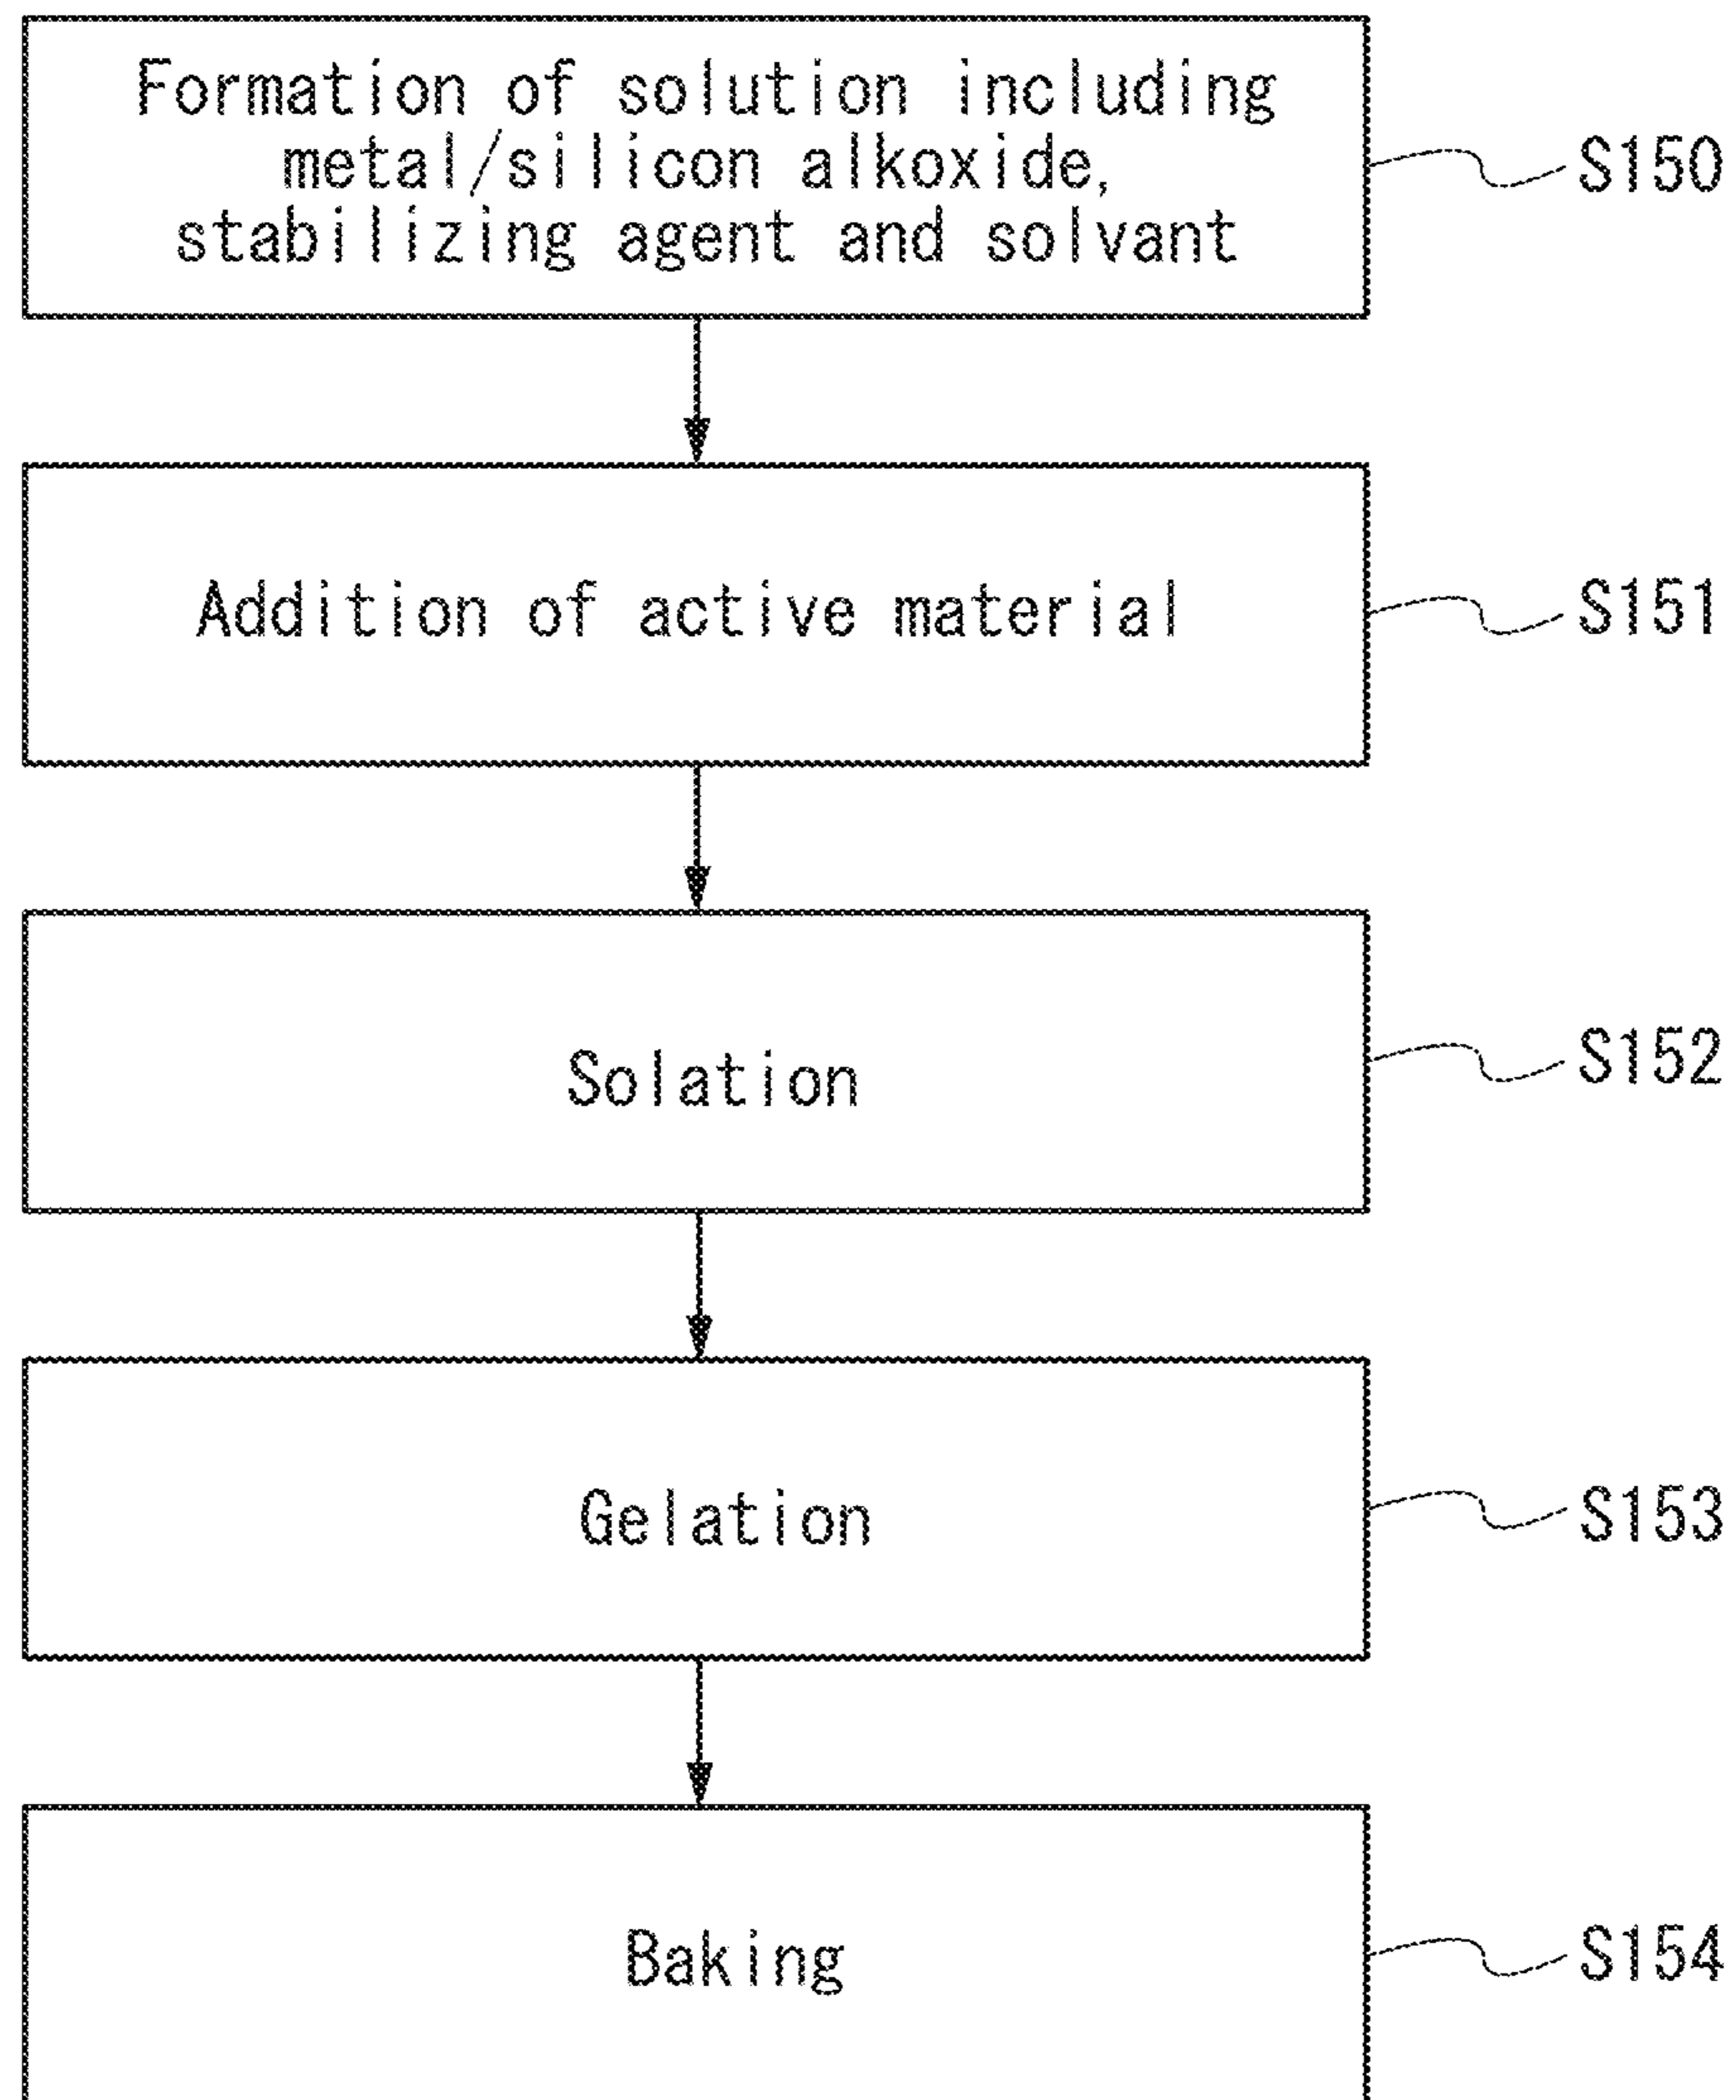 Formation of solution including
metal/silicon alkoxide,
stabilizing agent and solvant
S150
Addition of active material
S151
Solation
S152
Gelation
S153
Baking
S154